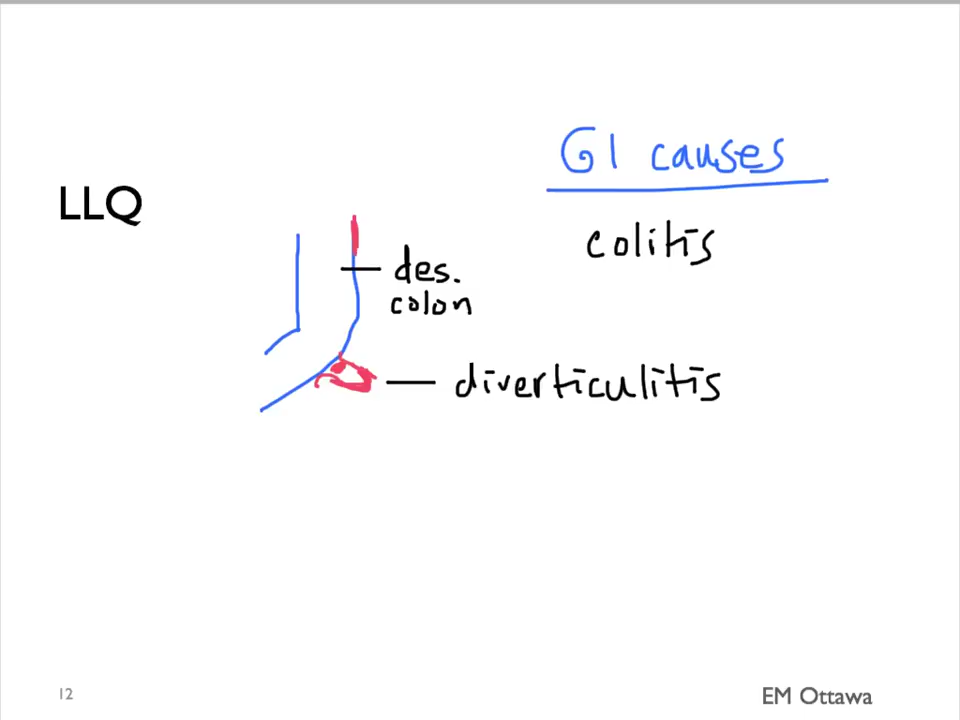 GI causes
LLQ
colitis
des.
colon
diverticulitis
12
EM Ottawa